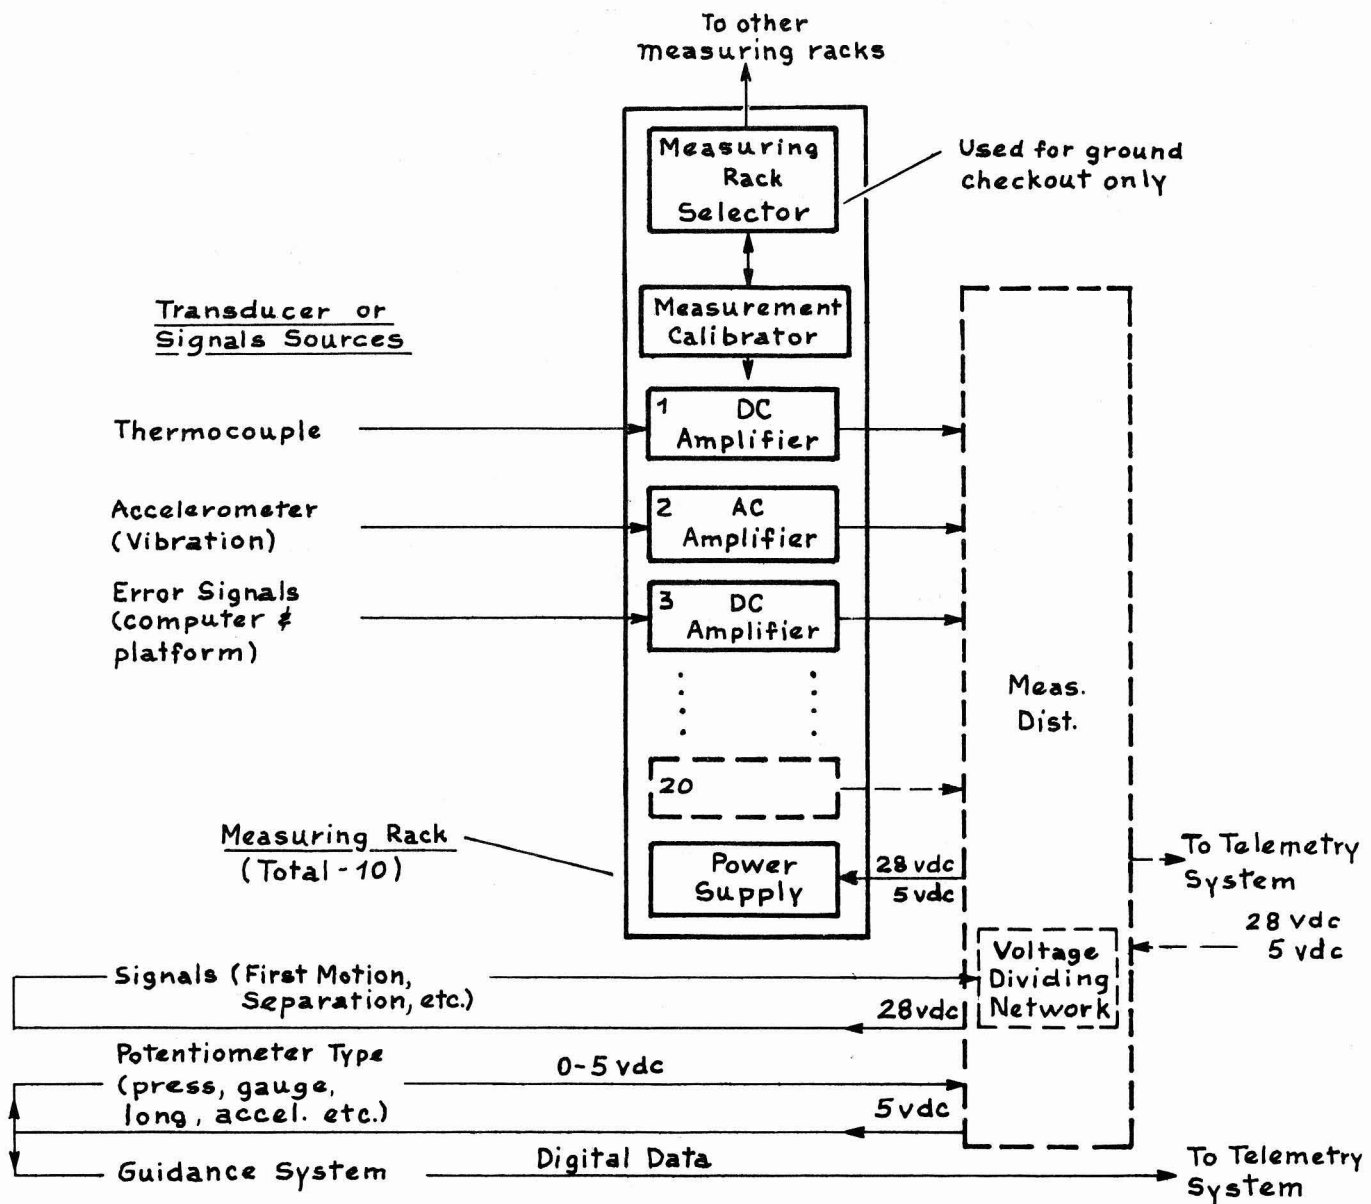 To other
measuring racks
Measuring
Rack
Selector
Used for ground
checkout only
Measurement
Calibrator
Transducer or
Signals Sources
Thermocouple
1 DC
Amplifier
Accelerometer
(Vibration)
2 AC
Amplifier
Error Signals
(computer &
platform)
3 DC
Amplifier
Meas.
Dist.
20
Measuring Rack
(Total - 10)
Power
Supply
28 vdc
5 vdc
To Telemetry
System
28 vdc
5 vdc
Voltage
Dividing
Network
Signals (First Motion,
Separation, etc.)
28 vdc
Potentiometer Type
(press, gauge,
long, accel. etc.)
0-5 vdc
5 vdc
Guidance System
Digital Data
To Telemetry
System